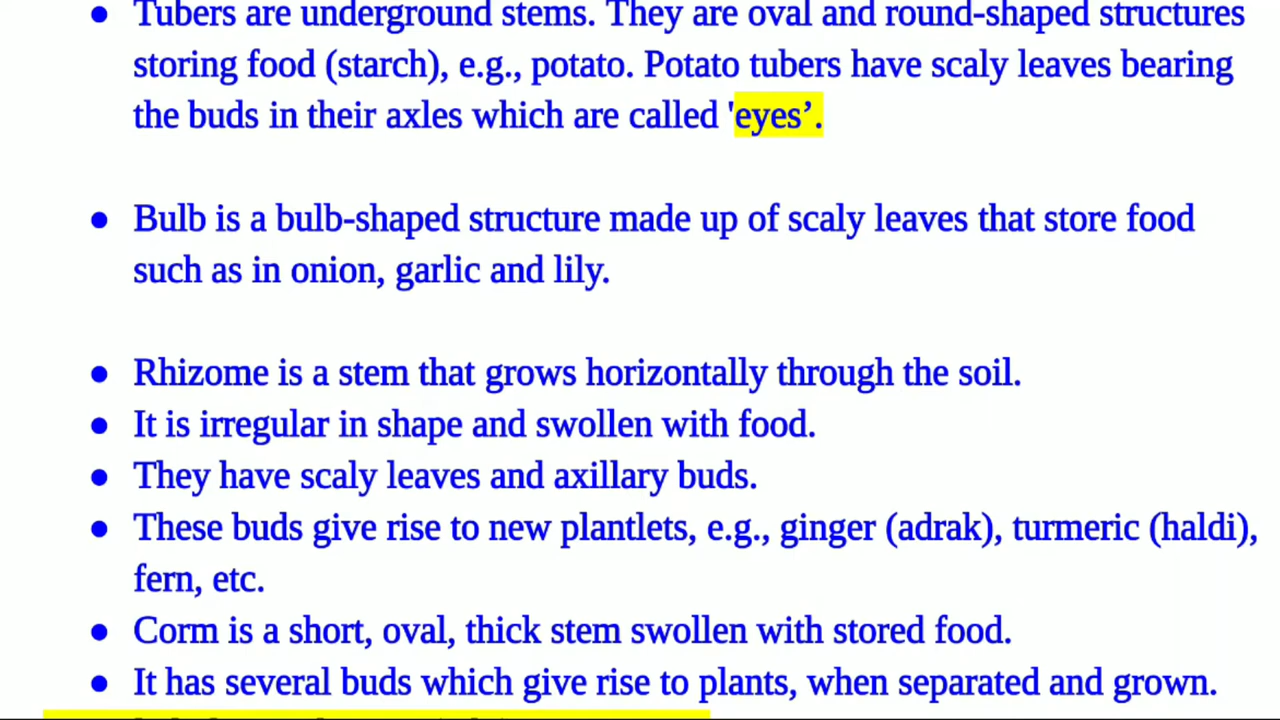 ● Tubers are underground stems. They are oval and round-shaped structures
storing food (starch), e.g., potato. Potato tubers have scaly leaves bearing
the buds in their axles which are called 'eyes’.
● Bulb is a bulb-shaped structure made up of scaly leaves that store food
such as in onion, garlic and lily.
● Rhizome is a stem that grows horizontally through the soil.
● It is irregular in shape and swollen with food.
● They have scaly leaves and axillary buds.
● These buds give rise to new plantlets, e.g., ginger (adrak), turmeric (haldi),
fern, etc.
● Corm is a short, oval, thick stem swollen with stored food.
● It has several buds which give rise to plants, when separated and grown.